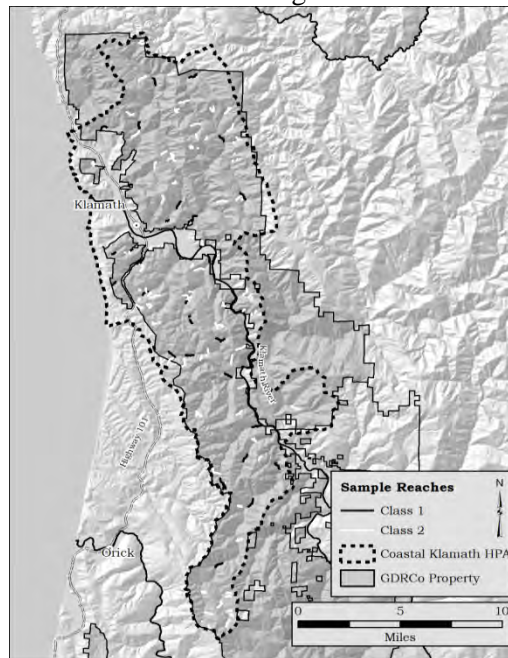 Klamath
Klamath River
Highway 101
Orick
Sample Reaches
N
Class 1
Class 2
Coastal Klamath HPA
GDRCo Property
0 5 10
Miles